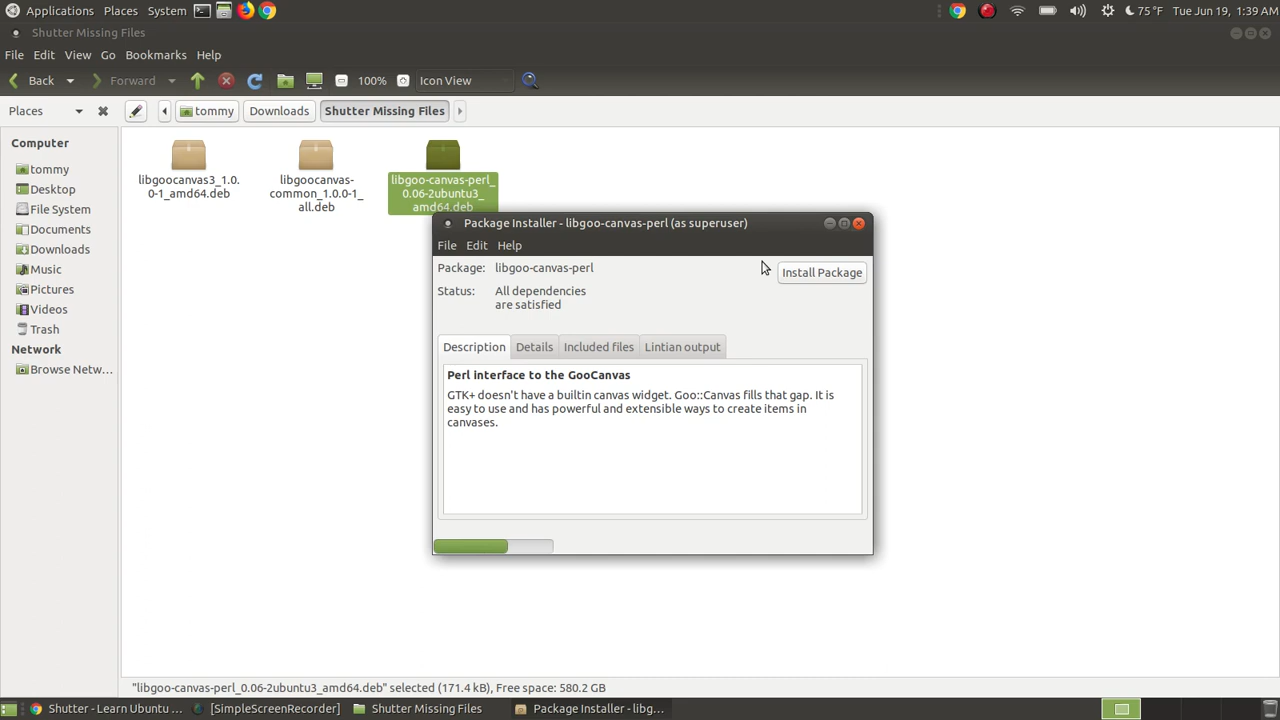 Applications Places System 75 °F Tue Jun 19, 1:39 AM
Shutter Missing Files
File Edit View Go Bookmarks Help
Back Forward 100% Icon View
Places tommy Downloads Shutter Missing Files
Computer
tommy
Desktop
File System
Documents
Downloads
Music
Pictures
Videos
Trash
Network
Browse Netw...
libgoocanvas3_1.0.
0-1_amd64.deb
libgoocanvas-
common_1.0.0-1_
all.deb
libgoo-canvas-perl_
0.06-2ubuntu3_
amd64.deb
Package Installer - libgoo-canvas-perl (as superuser)
File Edit Help
Package: libgoo-canvas-perl
Install Package
Status: All dependencies
are satisfied
Description Details Included files Lintian output
Perl interface to the GooCanvas
GTK+ doesn't have a builtin canvas widget. Goo::Canvas fills that gap. It is
easy to use and has powerful and extensible ways to create items in
canvases.
"libgoo-canvas-perl_0.06-2ubuntu3_amd64.deb" selected (171.4 kB), Free space: 580.2 GB
Shutter - Learn Ubuntu ... [SimpleScreenRecorder] Shutter Missing Files Package Installer - libg...